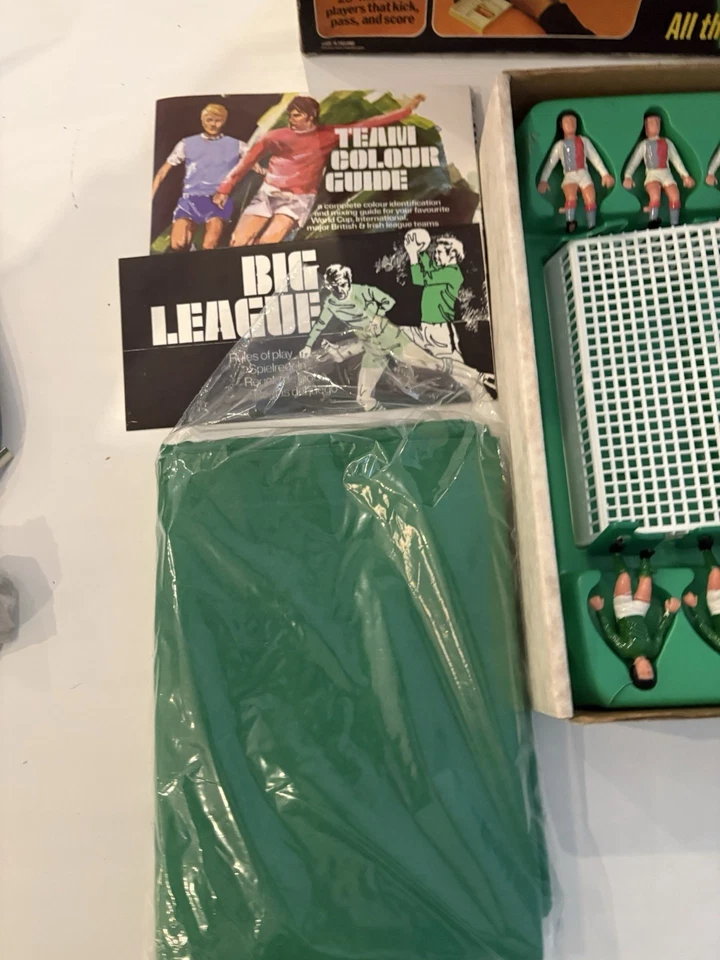 players that kick,
pass, and score
All th
TEAM
COLOUR
GUIDE
a complete colour identification
and mixing guide for your favourite
World Cup, International,
major British & Irish league teams
BIG
LEAGUE
Rules of play